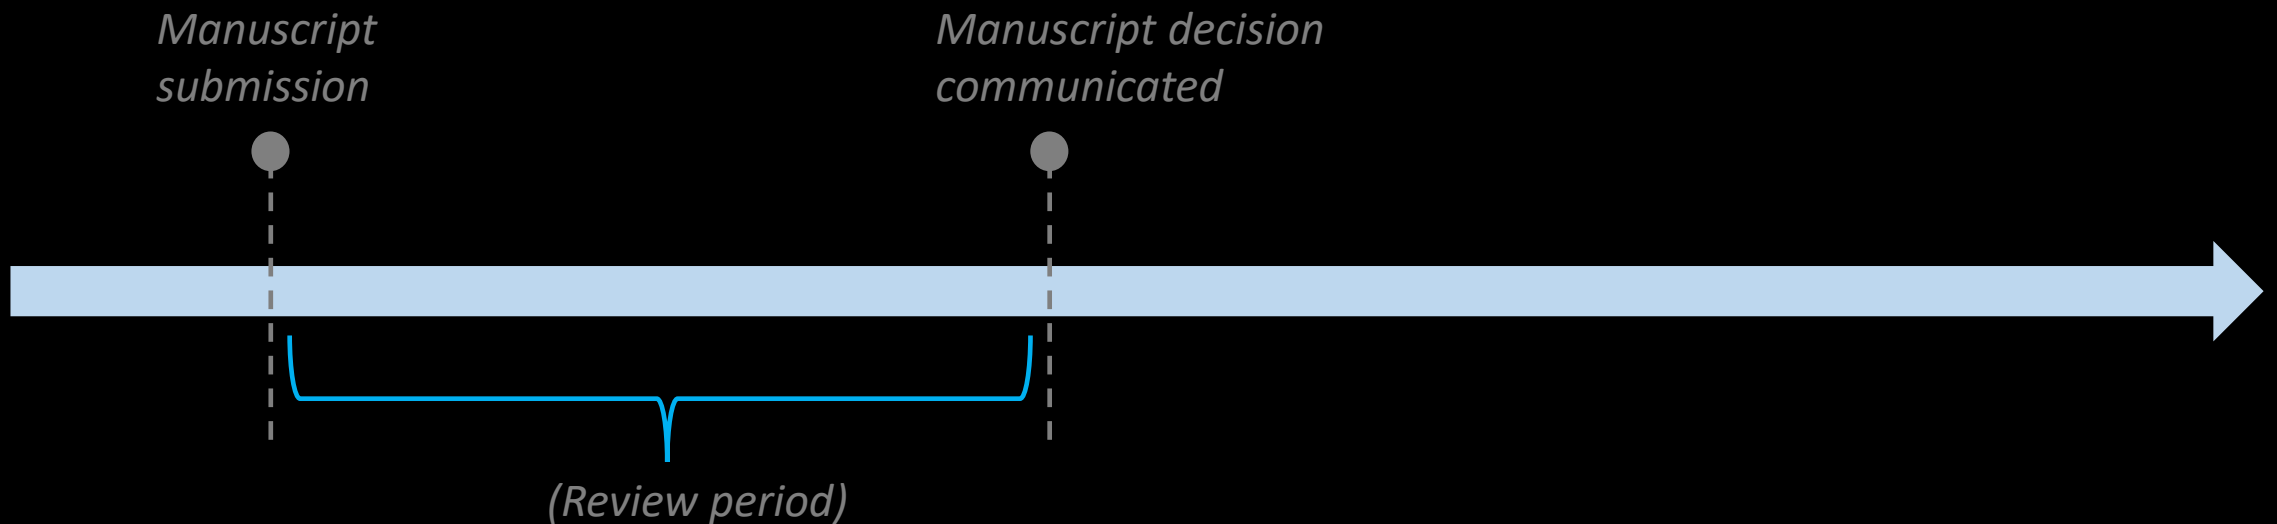 Manuscript
submission
Manuscript decision
communicated
(Review period)